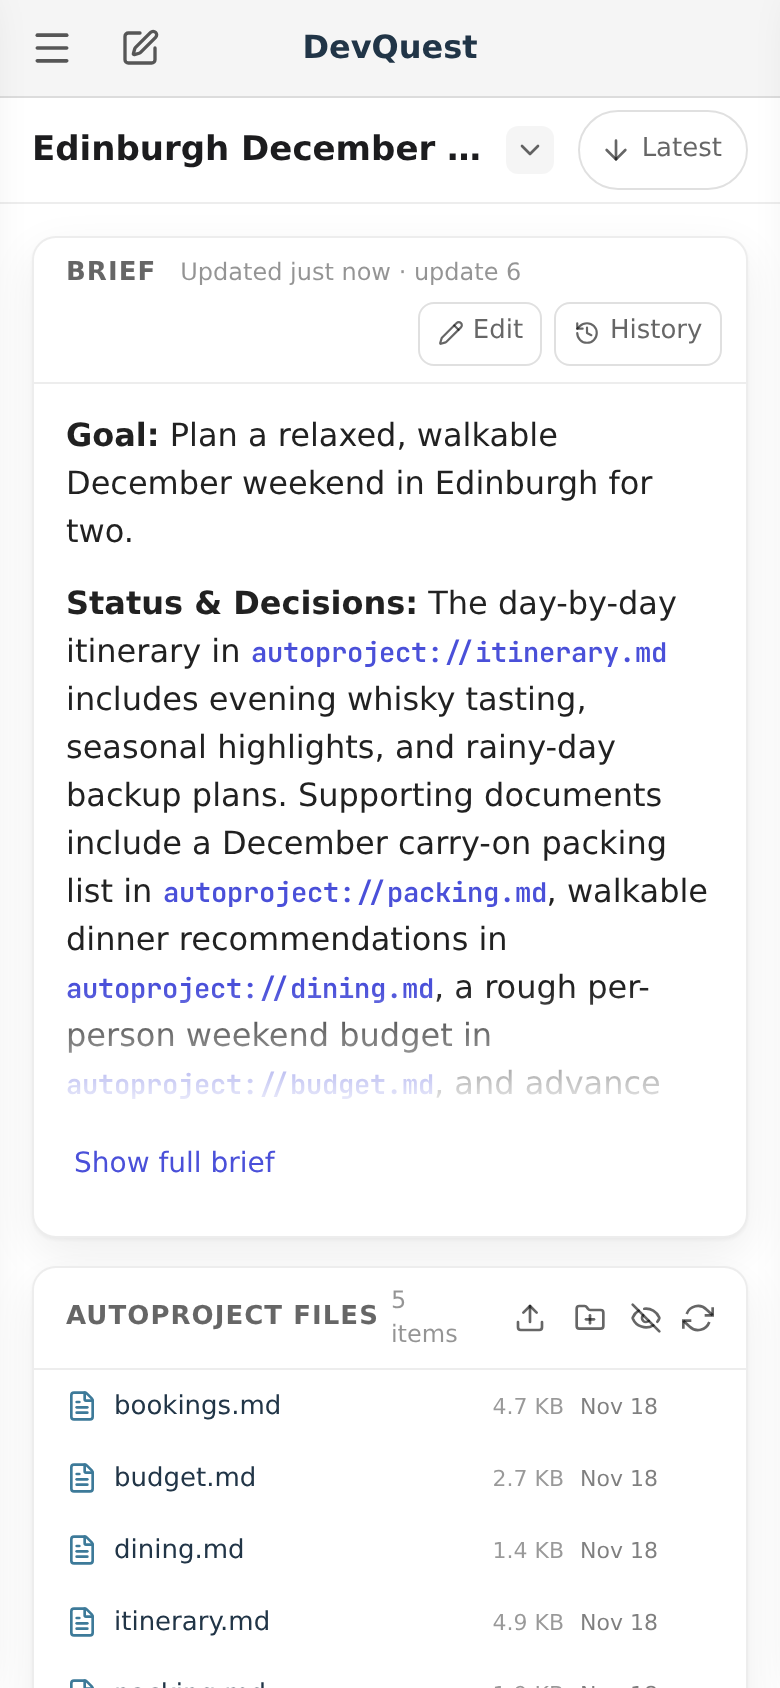 DevQuest
Edinburgh December ...
Latest
BRIEF Updated just now · update 6
Edit
History
Goal: Plan a relaxed, walkable
December weekend in Edinburgh for
two.
Status & Decisions: The day-by-day
itinerary in autoproject://itinerary.md
includes evening whisky tasting,
seasonal highlights, and rainy-day
backup plans. Supporting documents
include a December carry-on packing
list in autoproject://packing.md, walkable
dinner recommendations in
autoproject://dining.md, a rough per-
person weekend budget in
autoproject://budget.md, and advance
Show full brief
AUTOPROJECT FILES 5
items
bookings.md 4.7 KB Nov 18
budget.md 2.7 KB Nov 18
dining.md 1.4 KB Nov 18
itinerary.md 4.9 KB Nov 18